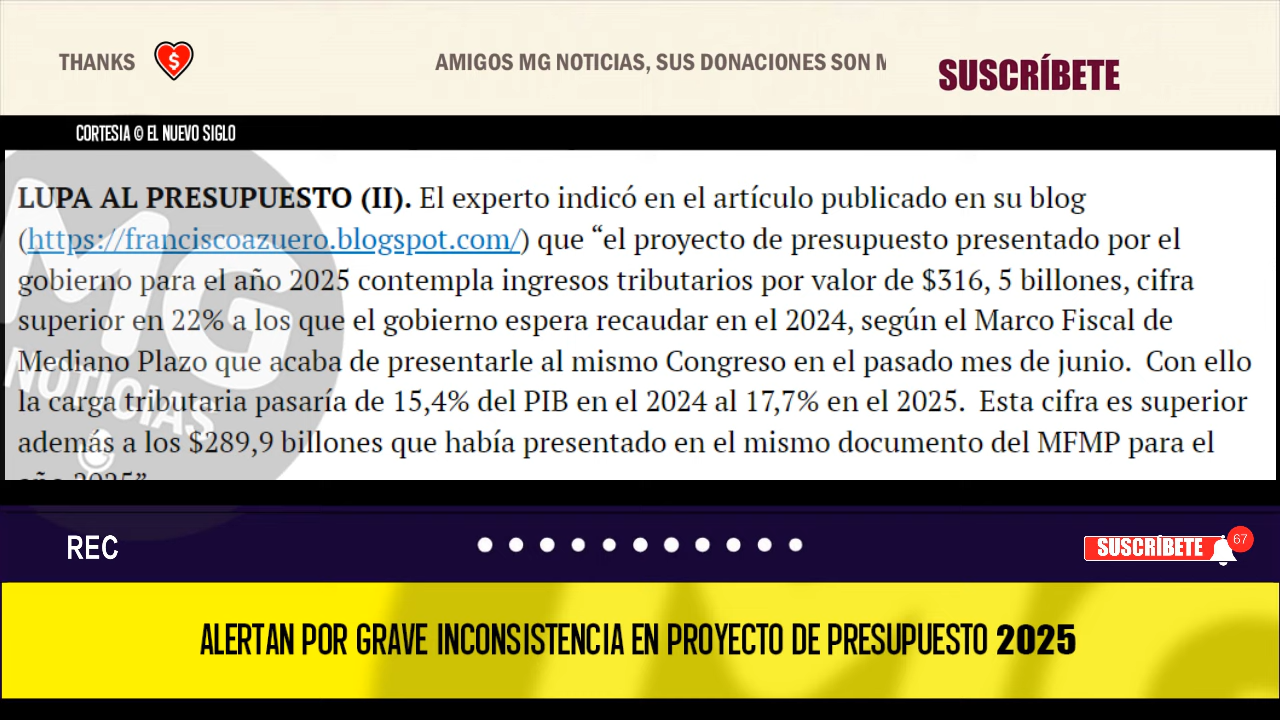 THANKS
AMIGOS MG NOTICIAS, SUS DONACIONES SON
SUSCRÍBETE
CORTESIA © EL NUEVO SIGLO
LUPA AL PRESUPUESTO (II). El experto indicó en el artículo publicado en su blog
(https://franciscoazuero.blogspot.com/) que “el proyecto de presupuesto presentado por el
gobierno para el año 2025 contempla ingresos tributarios por valor de $316, 5 billones, cifra
superior en 22% a los que el gobierno espera recaudar en el 2024, según el Marco Fiscal de
Mediano Plazo que acaba de presentarle al mismo Congreso en el pasado mes de junio. Con ello
la carga tributaria pasaría de 15,4% del PIB en el 2024 al 17,7% en el 2025. Esta cifra es superior
además a los $289,9 billones que había presentado en el mismo documento del MFMP para el
año 2025”
MG
NOTICIAS
REC
SUSCRÍBETE
67
ALERTAN POR GRAVE INCONSISTENCIA EN PROYECTO DE PRESUPUESTO 2025